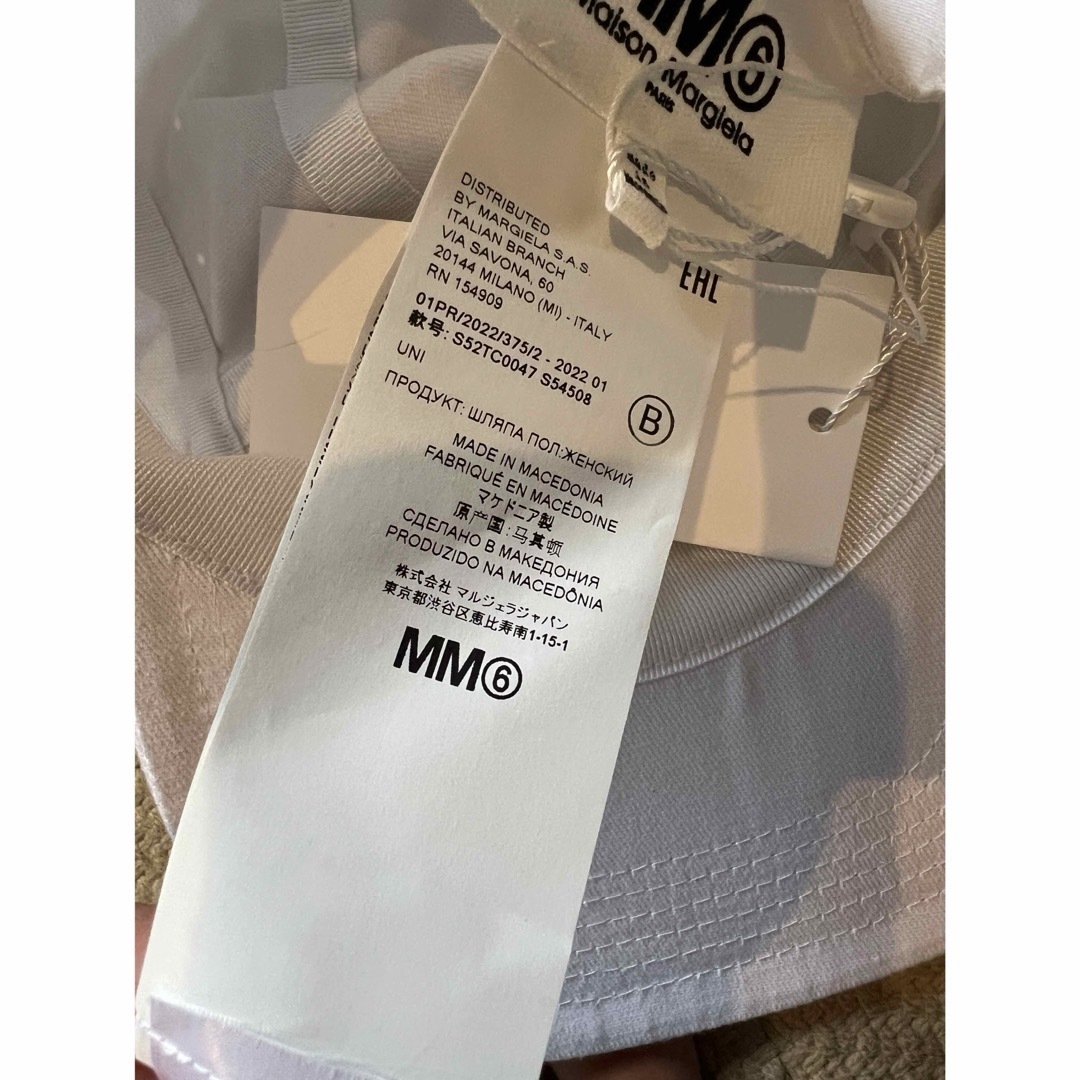 MM6
Maison Margiela
PARIS
DISTRIBUTED
BY MARGIELA S.A.S.
ITALIAN BRANCH
VIA SAVONA, 60
20144 MILANO (MI) - ITALY
RN 154909
EAC
01PR/2022/375/2 - 2022 01
款号: S52TC0047 S54508
UNI
B
ПРОДУКТ: ШЛЯПА ПОЛ:ЖЕНСКИЙ
MADE IN MACEDONIA
FABRIQUÉ EN MACÉDOINE
マケドニア製
原产国:马其顿
СДЕЛАНО В МАКЕДОНИЯ
PRODUZIDO NA MACEDÔNIA
株式会社 マルジェラジャパン
東京都渋谷区恵比寿南1-15-1
MM6